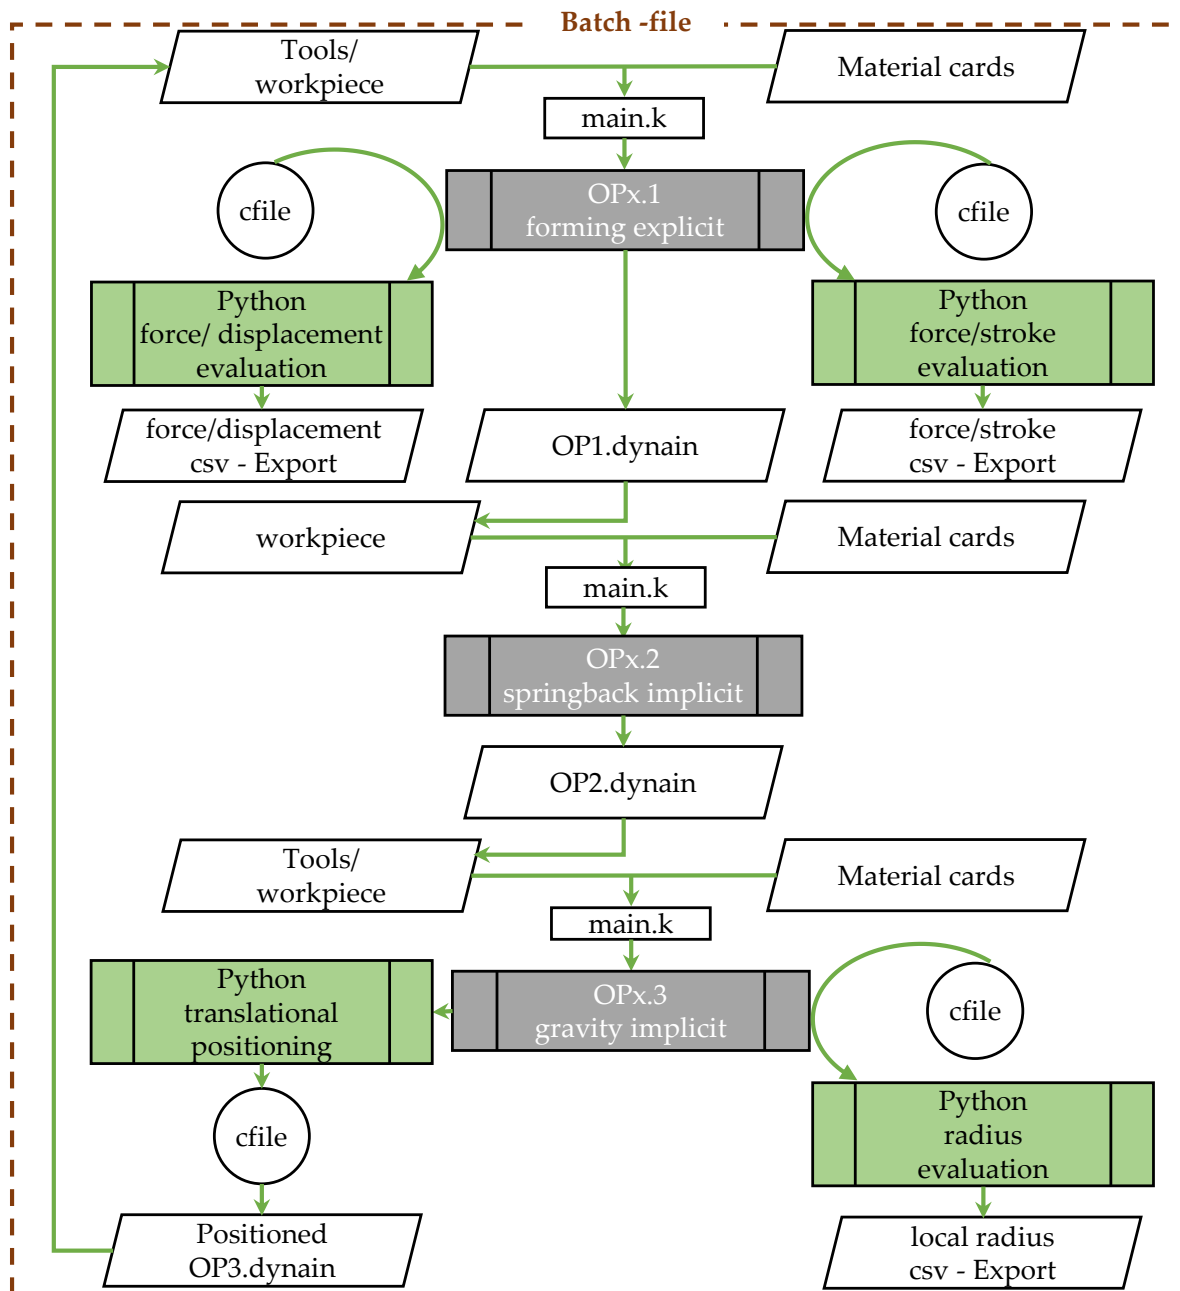 Batch -file
Tools/
workpiece
Material cards
main.k
cfile
OPx.1
forming explicit
cfile
Python
force/ displacement
evaluation
Python
force/stroke
evaluation
force/displacement
csv - Export
OP1.dynain
force/stroke
csv - Export
workpiece
Material cards
main.k
OPx.2
springback implicit
OP2.dynain
Tools/
workpiece
Material cards
main.k
Python
translational
positioning
OPx.3
gravity implicit
cfile
cfile
Python
radius
evaluation
Positioned
OP3.dynain
local radius
csv - Export